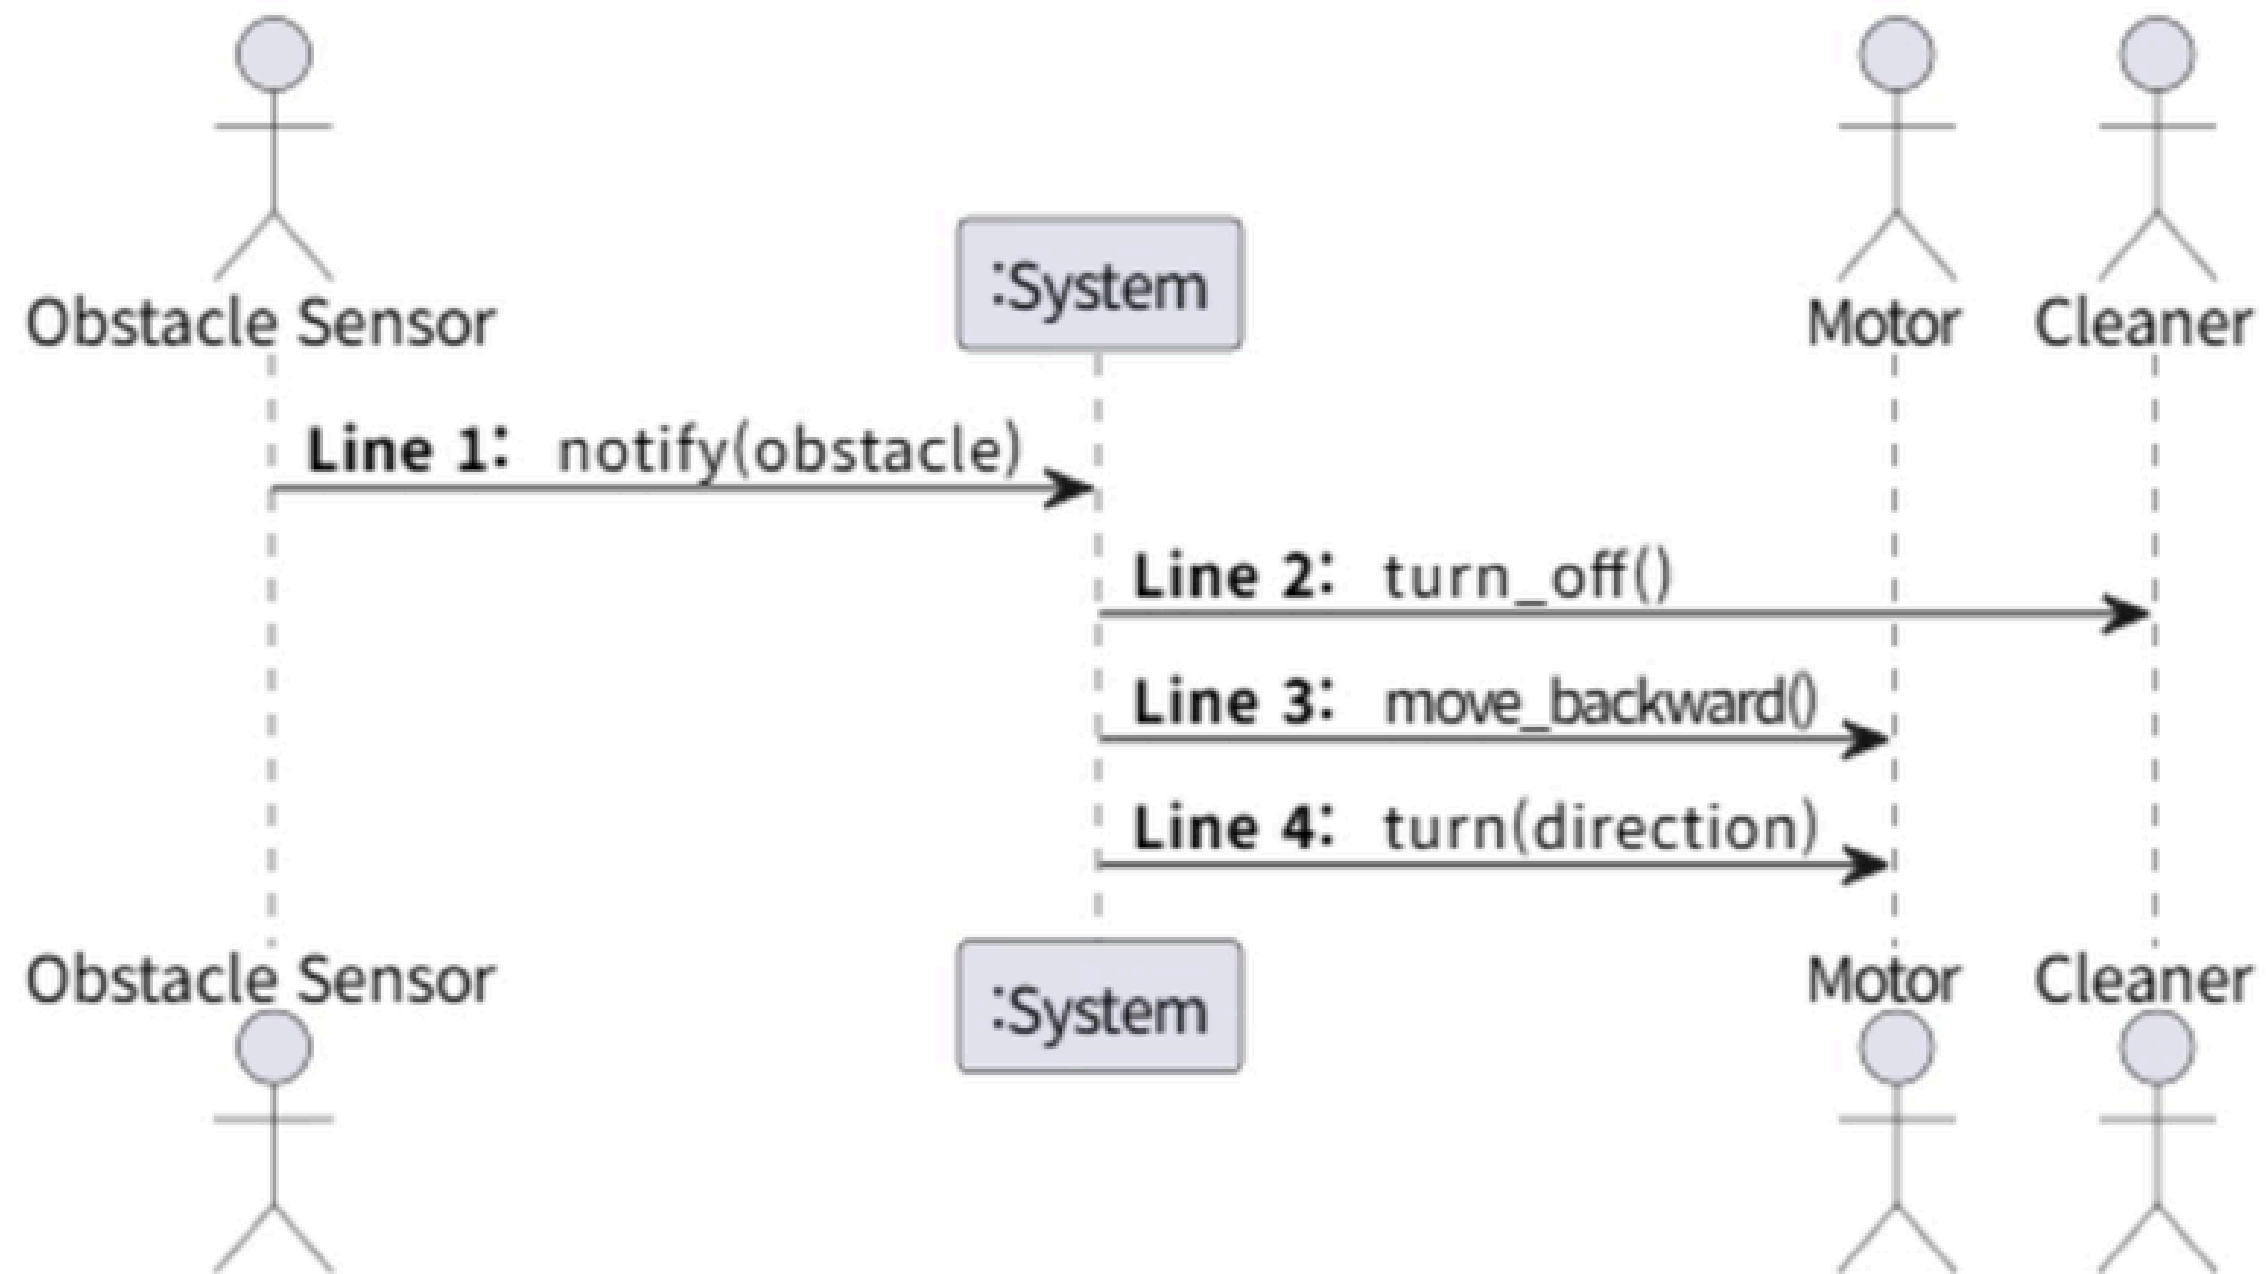 :System
Obstacle Sensor Motor Cleaner
Line 1: notify(obstacle)
Line 2: turn_off()
Line 3: move_backward()
Line 4: turn(direction)
Obstacle Sensor Motor Cleaner
:System